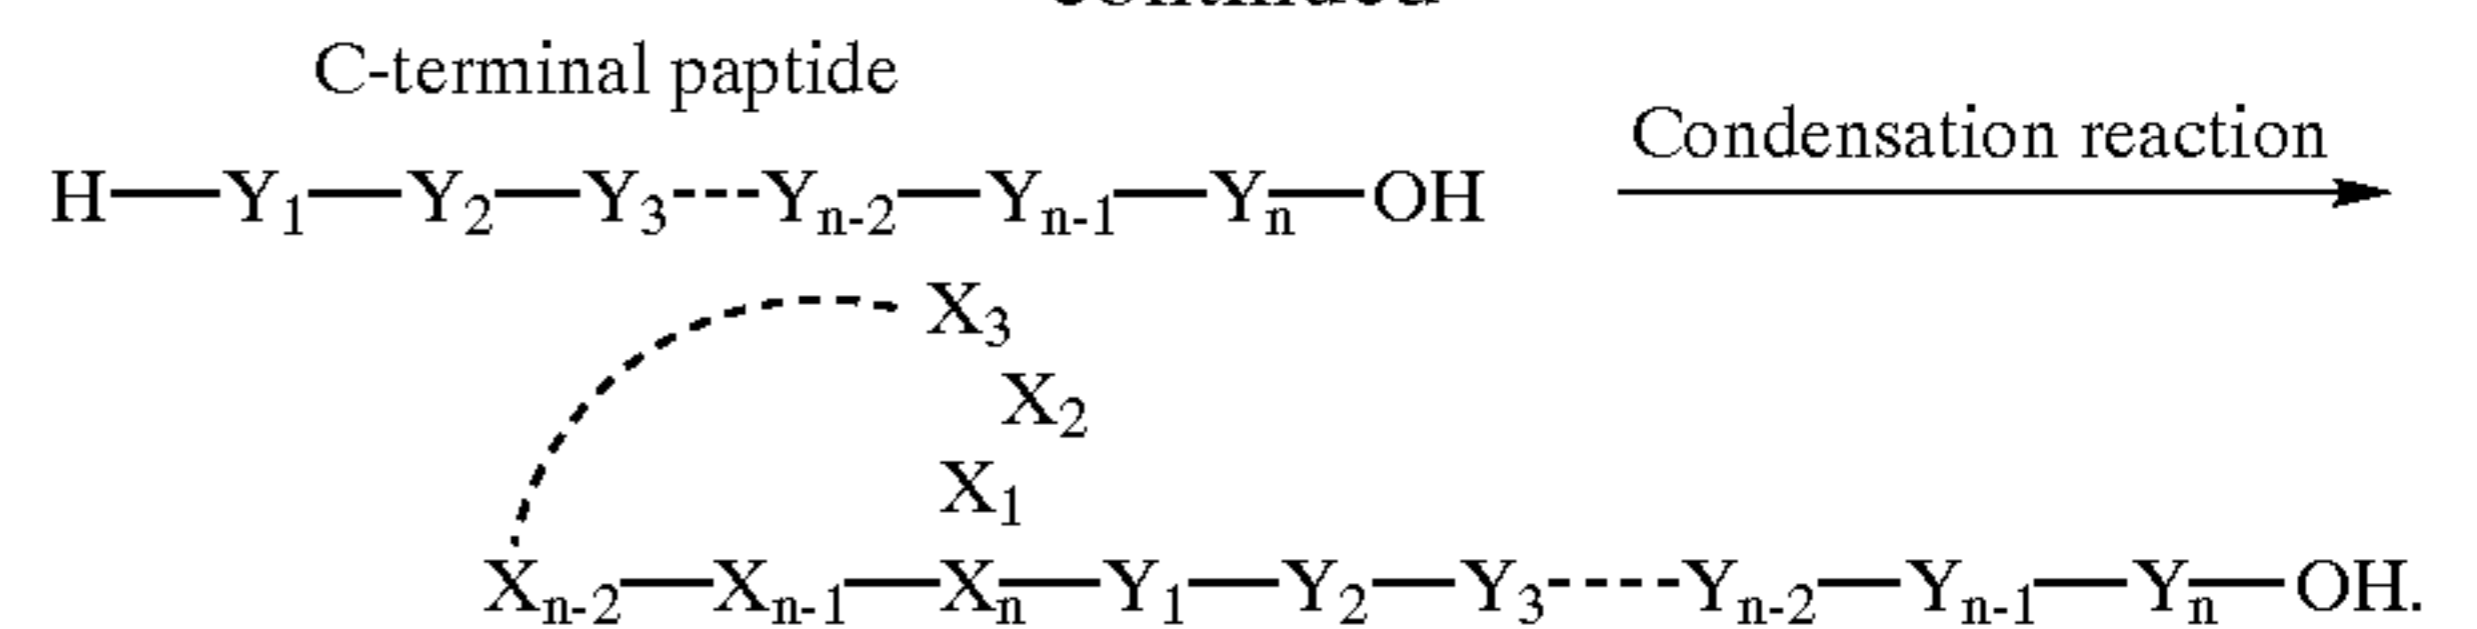 C-terminal paptide
Condensation reaction
H—Y₁—Y₂—Y₃---Yₙ₋₂—Yₙ₋₁—Yₙ—OH
X₃
X₂
X₁
Xₙ₋₂—Xₙ₋₁—Xₙ—Y₁—Y₂—Y₃----Yₙ₋₂—Yₙ₋₁—Yₙ—OH.